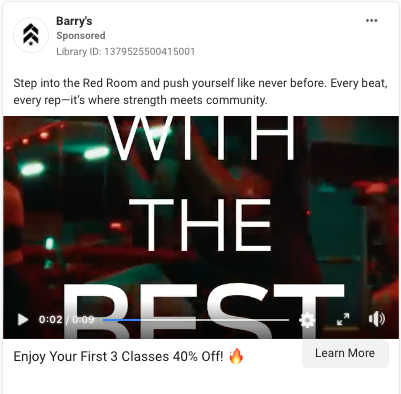 Barry's
Sponsored
Library ID: 1379525500415001
Step into the Red Room and push yourself like never before. Every beat,
every rep—it's where strength meets community.
WITH
THE
BEST
0:02 / 0:09
Enjoy Your First 3 Classes 40% Off! 🔥
Learn More